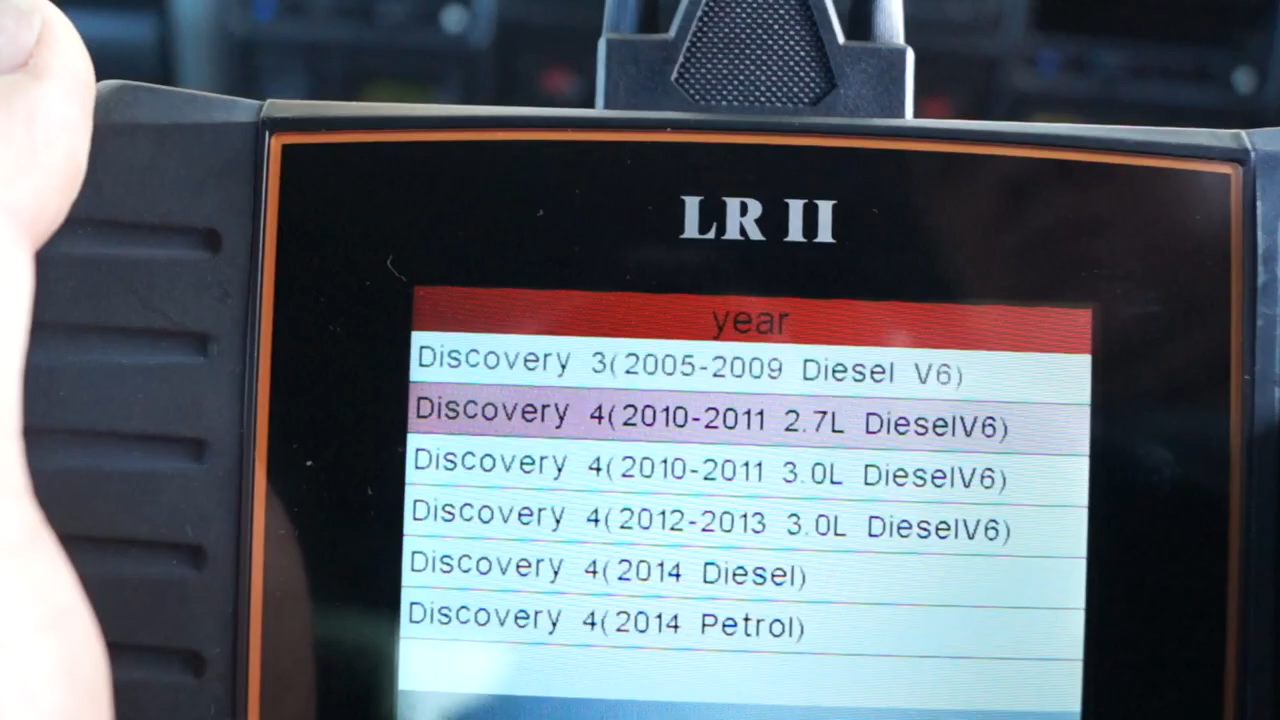 LR II
year
Discovery 3(2005-2009 Diesel V6)
Discovery 4(2010-2011 2.7L DieselV6)
Discovery 4(2010-2011 3.0L DieselV6)
Discovery 4(2012-2013 3.0L DieselV6)
Discovery 4(2014 Diesel)
Discovery 4(2014 Petrol)